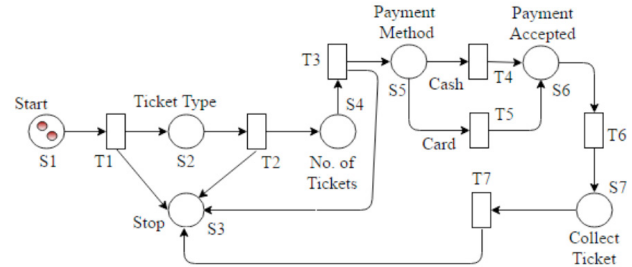 Payment
Method
Payment
Accepted
T3
S5
Cash
T4
S6
Start
Ticket Type
S4
T5
Card
T6
S1
T1
S2
T2
No. of
Tickets
T7
S7
Stop
S3
Collect
Ticket